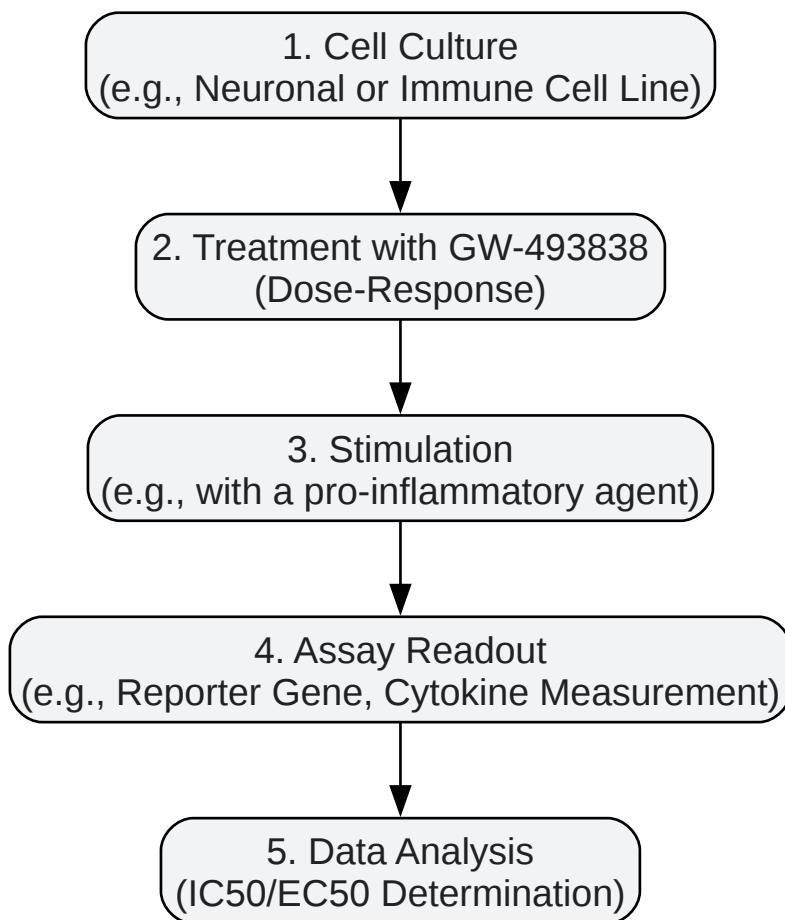 1. Cell Culture
(e.g., Neuronal or Immune Cell Line)
2. Treatment with GW-493838
(Dose-Response)
3. Stimulation
(e.g., with a pro-inflammatory agent)
4. Assay Readout
(e.g., Reporter Gene, Cytokine Measurement)
5. Data Analysis
(IC50/EC50 Determination)